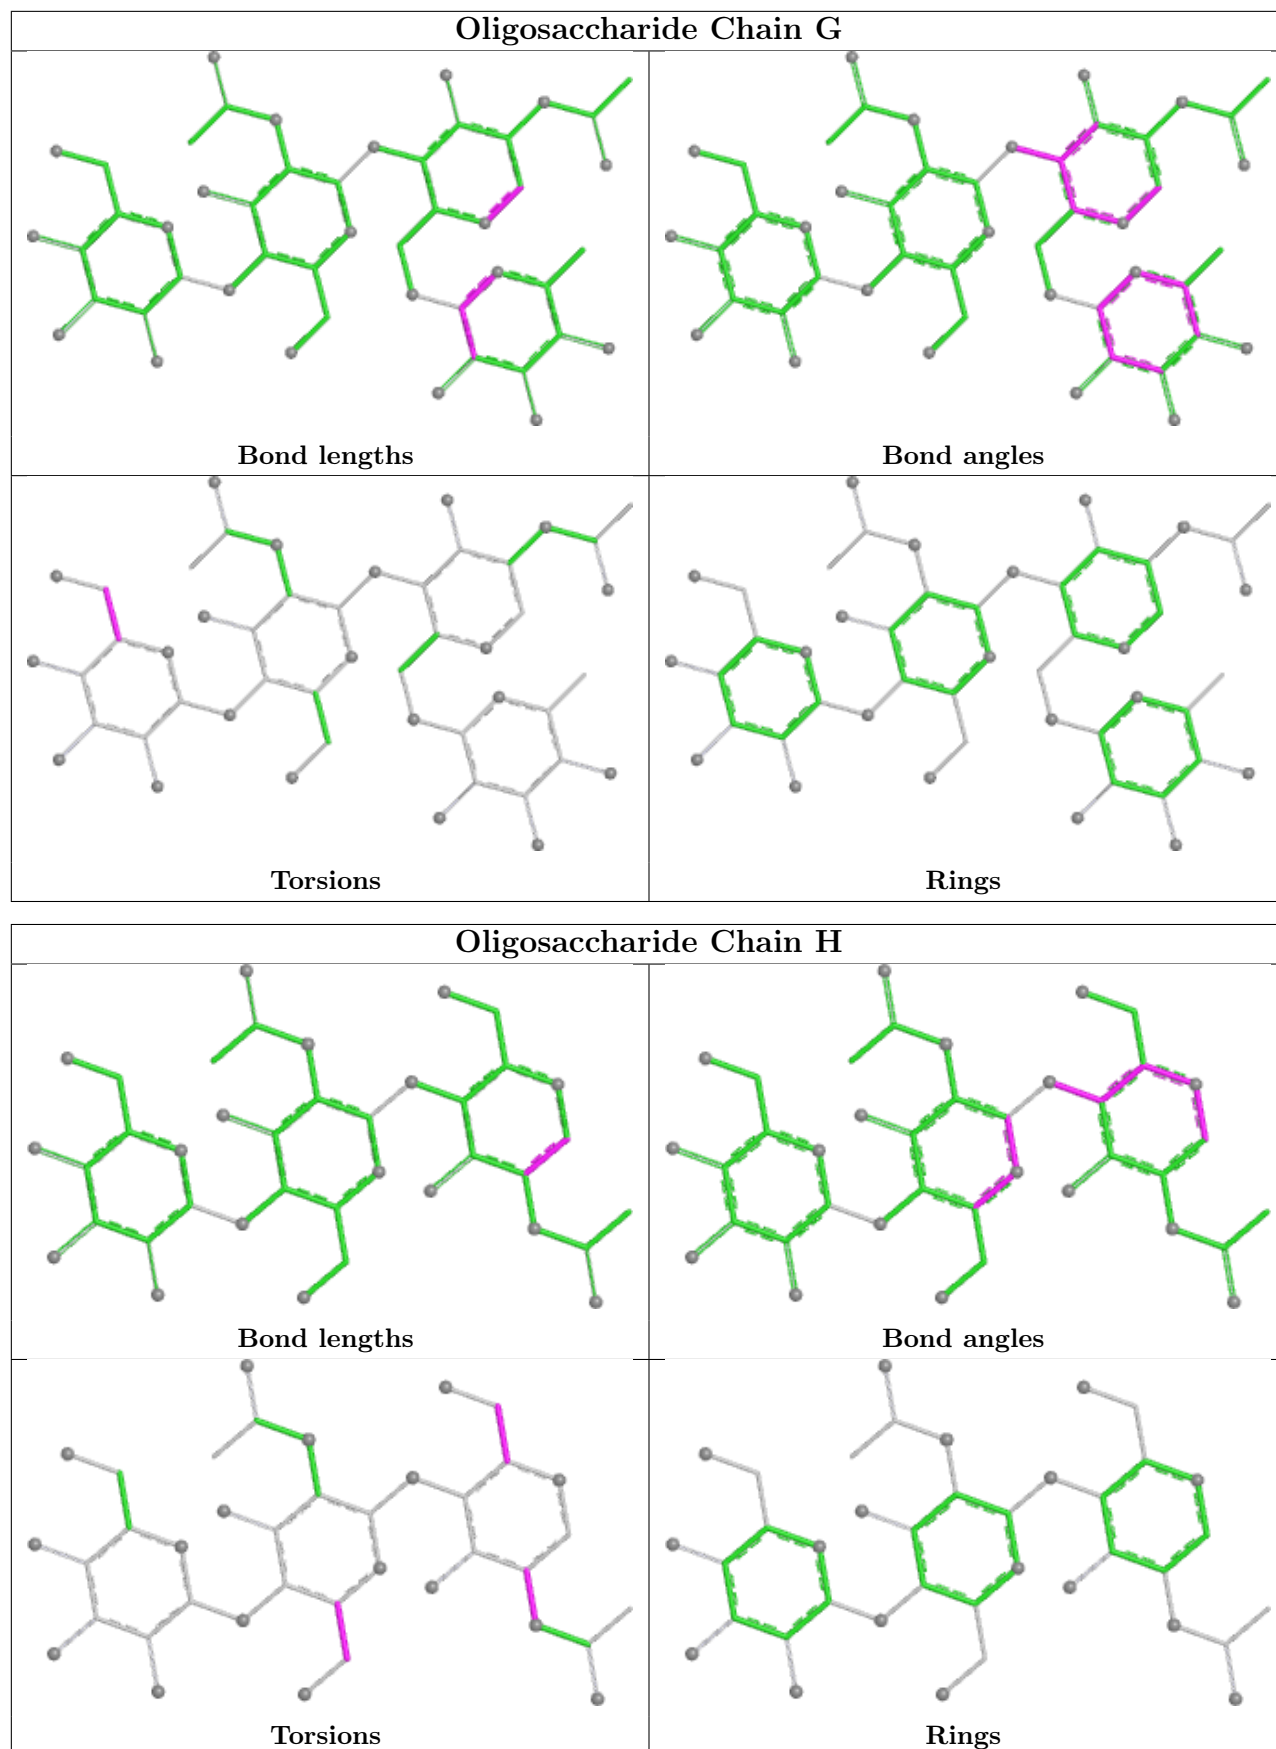 Oligosaccharide Chain G
Bond lengths
Bond angles
Torsions
Rings
Oligosaccharide Chain H
Bond lengths
Bond angles
Torsions
Rings